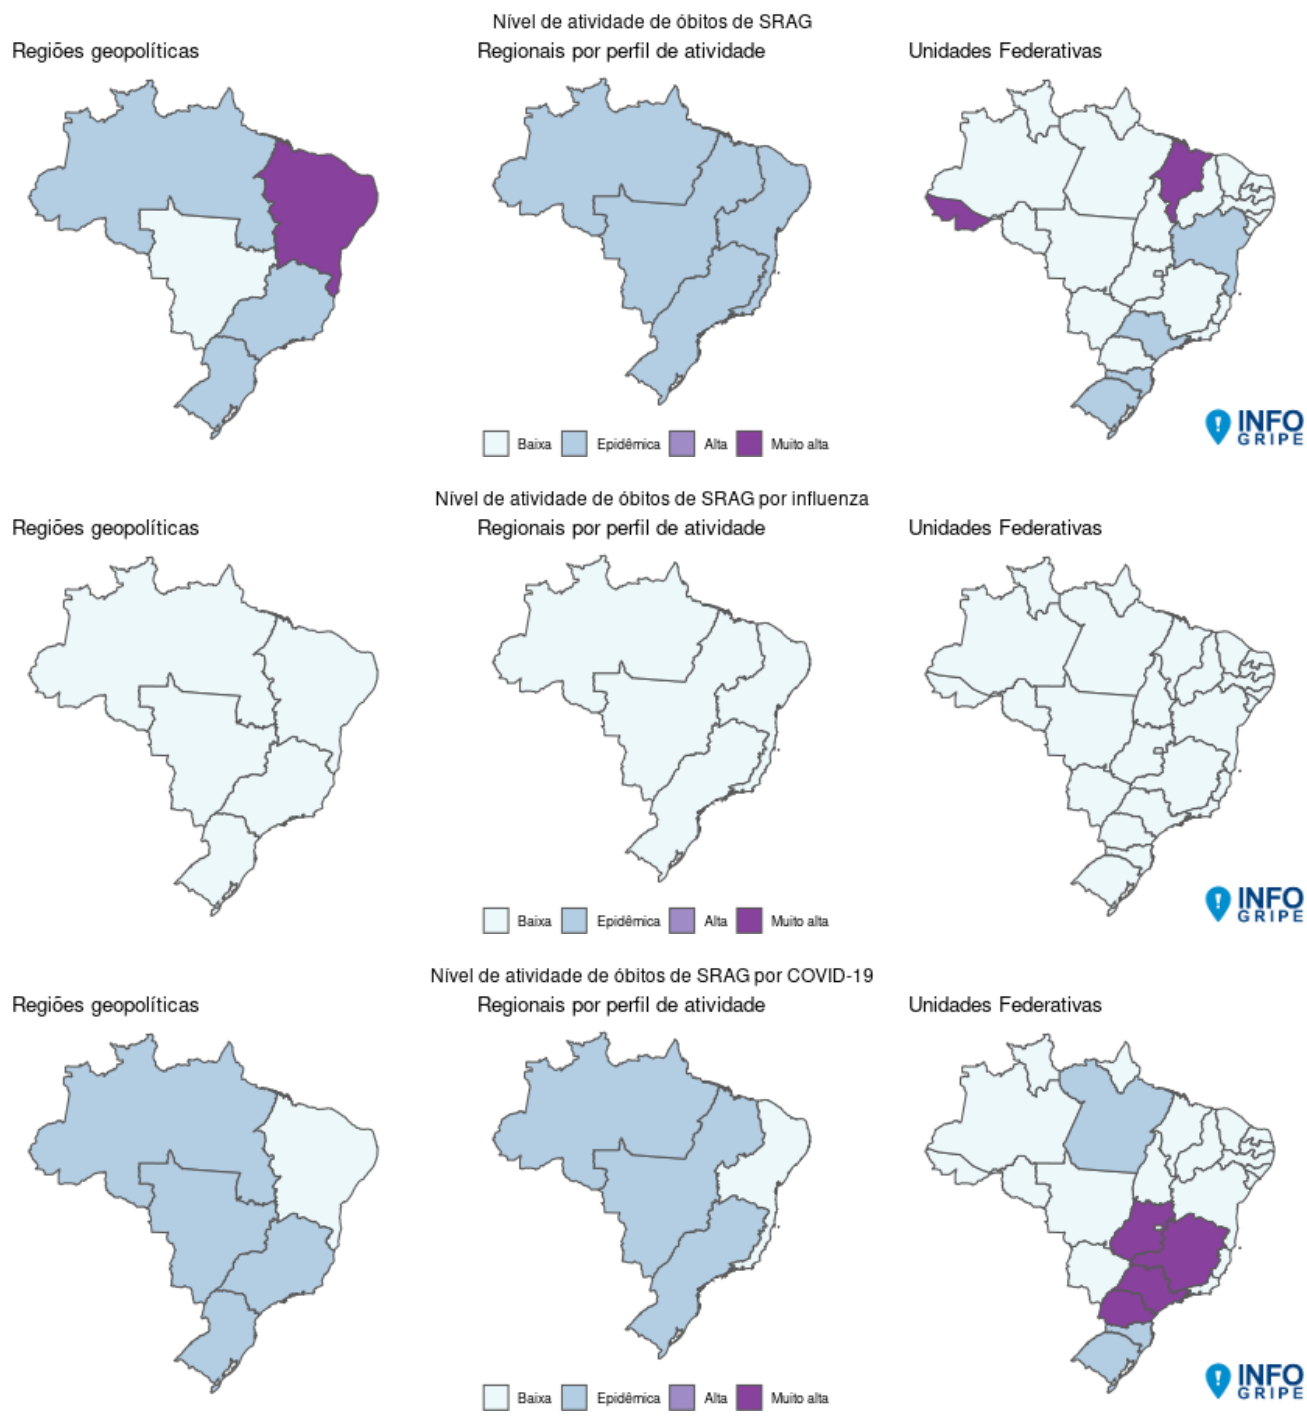 Nível de atividade de óbitos de SRAG
Regiões geopolíticas
Regionais por perfil de atividade
Unidades Federativas
Baixa
Epidêmica
Alta
Muito alta
INFO
GRIPE
Nível de atividade de óbitos de SRAG por influenza
Regiões geopolíticas
Regionais por perfil de atividade
Unidades Federativas
Baixa
Epidêmica
Alta
Muito alta
INFO
GRIPE
Nível de atividade de óbitos de SRAG por COVID-19
Regiões geopolíticas
Regionais por perfil de atividade
Unidades Federativas
Baixa
Epidêmica
Alta
Muito alta
INFO
GRIPE